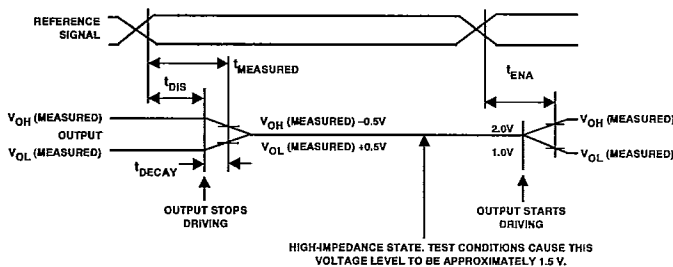 REFERENCE
SIGNAL
tMEASURED
tDIS
tENA
VOH (MEASURED)
OUTPUT
VOL (MEASURED)
VOH (MEASURED) –0.5V
VOL (MEASURED) +0.5V
2.0V
1.0V
VOH (MEASURED)
VOL (MEASURED)
tDECAY
OUTPUT STOPS
DRIVING
OUTPUT STARTS
DRIVING
HIGH-IMPEDANCE STATE. TEST CONDITIONS CAUSE THIS
VOLTAGE LEVEL TO BE APPROXIMATELY 1.5 V.